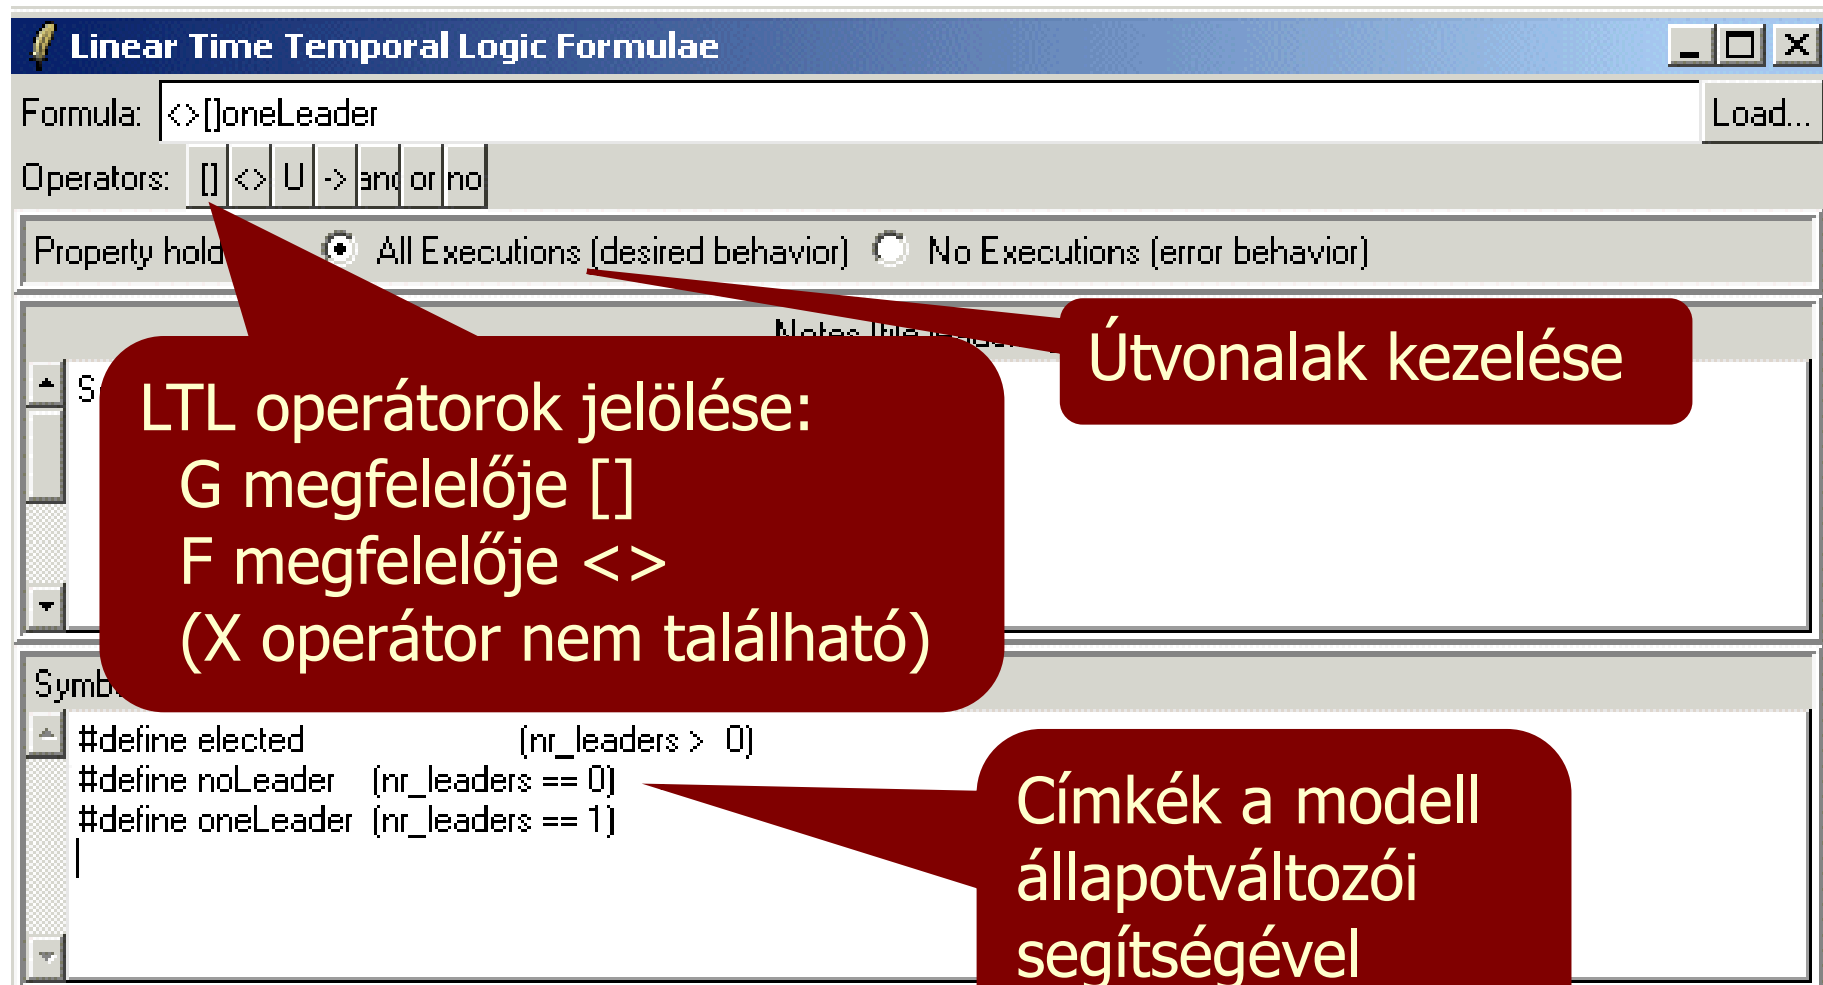 Linear Time Temporal Logic Formulae
Formula: <>[]oneLeader Load...
Operators: [] <> U -> and or no
Property hold All Executions (desired behavior) No Executions (error behavior)
Notes
Útvonalak kezelése
LTL operátorok jelölése:
G megfelelője []
F megfelelője <>
(X operátor nem található)
#define elected (nr_leaders > 0)
#define noLeader (nr_leaders == 0)
#define oneLeader (nr_leaders == 1)
Címkék a modell
állapotváltozói
segítségével